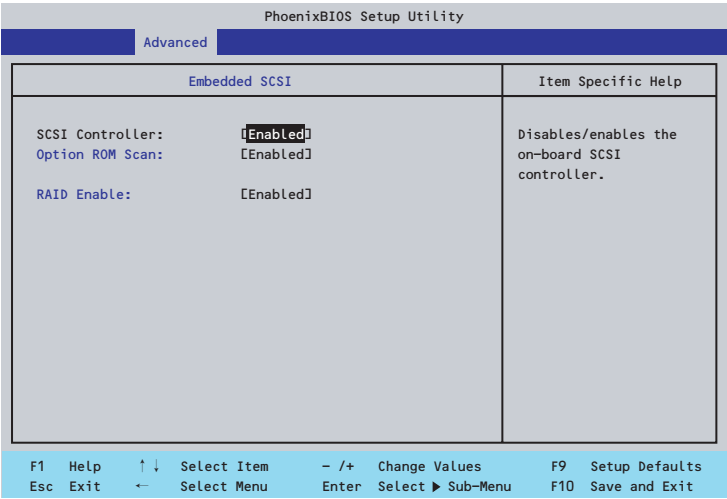 PhoenixBIOS Setup Utility
Advanced
Embedded SCSI
Item Specific Help
SCSI Controller: [Enabled]
Option ROM Scan: [Enabled]
RAID Enable: [Enabled]
Disables/enables the
on-board SCSI
controller.
F1 Help ↑↓ Select Item - /+ Change Values F9 Setup Defaults
Esc Exit ← Select Menu Enter Select ▶ Sub-Menu F10 Save and Exit